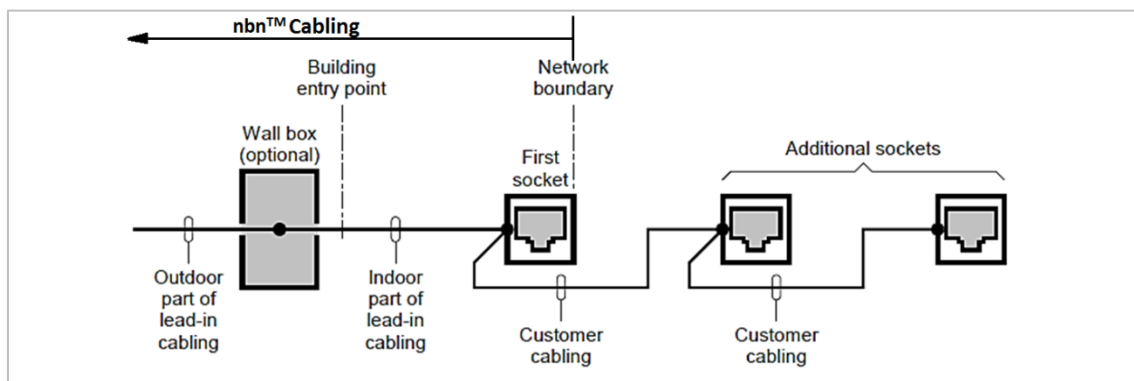 nbn™ Cabling
Building
entry point
Network
boundary
Wall box
(optional)
First
socket
Additional sockets
Outdoor
part of
lead-in
cabling
Indoor
part of
lead-in
cabling
Customer
cabling
Customer
cabling